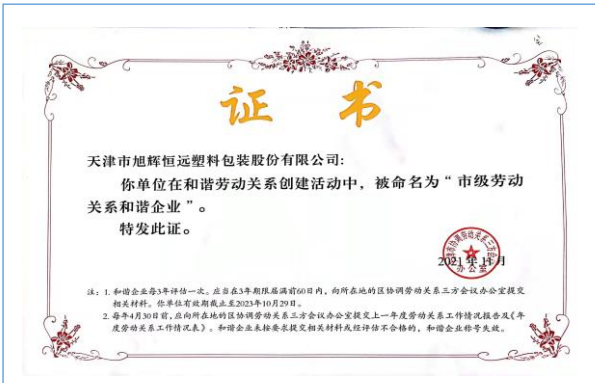 证 书
天津市旭辉恒远塑料包装股份有限公司:
你单位在和谐劳动关系创建活动中，被命名为“市级劳动
关系和谐企业”。
特发此证。
2021年11月
注：1. 和谐企业每3年评估一次。应当在3年期限届满前60日内，向所在地的区协调劳动关系三方会议办公室提交
相关材料。你单位有效期截止至2023年10月29日。
2. 每年4月30日前，应向所在地的区协调劳动关系三方会议办公室提交上一年度劳动关系工作情况报告及《年
度劳动关系工作情况表》。和谐企业未按要求提交相关材料或经评估不合格的，和谐企业称号失效。